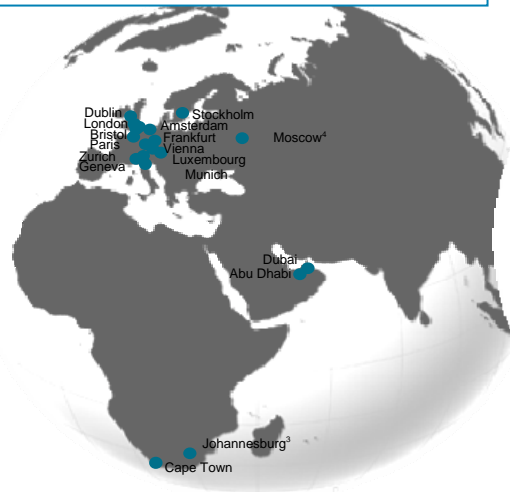 Dublin
Stockholm
London
Amsterdam
Bristol
Frankfurt
Moscow⁴
Paris
Vienna
Zurich
Luxembourg
Geneva
Munich
Dubai
Abu Dhabi
Johannesburg³
Cape Town